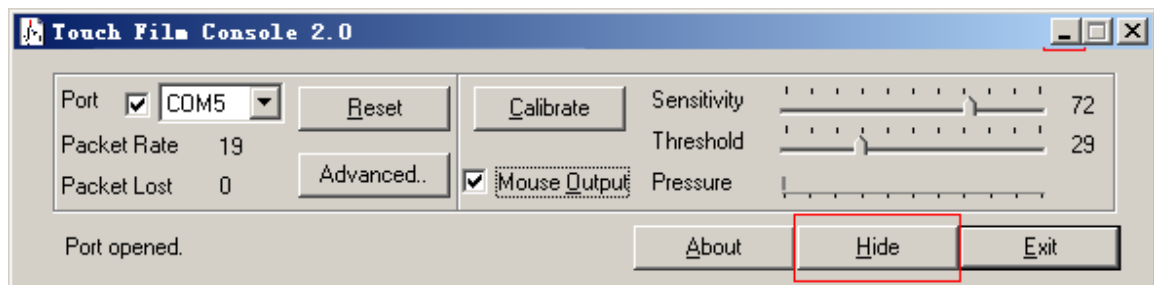 Touch Film Console 2.0
Port COM5 Reset Calibrate Sensitivity 72
Packet Rate 19 Threshold 29
Packet Lost 0 Advanced.. Mouse Output Pressure
Port opened. About Hide Exit